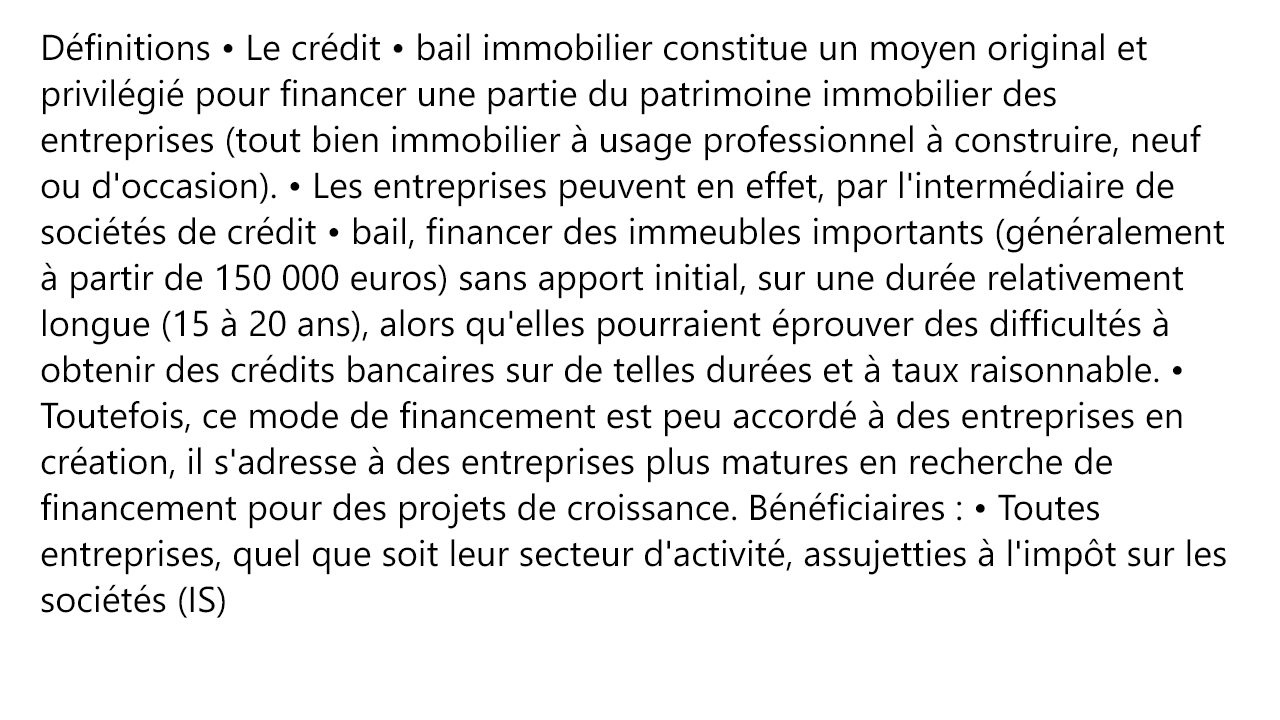 Définitions • Le crédit • bail immobilier constitue un moyen original et
privilégié pour financer une partie du patrimoine immobilier des
entreprises (tout bien immobilier à usage professionnel à construire, neuf
ou d'occasion). • Les entreprises peuvent en effet, par l'intermédiaire de
sociétés de crédit • bail, financer des immeubles importants (généralement
à partir de 150 000 euros) sans apport initial, sur une durée relativement
longue (15 à 20 ans), alors qu'elles pourraient éprouver des difficultés à
obtenir des crédits bancaires sur de telles durées et à taux raisonnable. •
Toutefois, ce mode de financement est peu accordé à des entreprises en
création, il s'adresse à des entreprises plus matures en recherche de
financement pour des projets de croissance. Bénéficiaires : • Toutes
entreprises, quel que soit leur secteur d'activité, assujetties à l'impôt sur les
sociétés (IS)